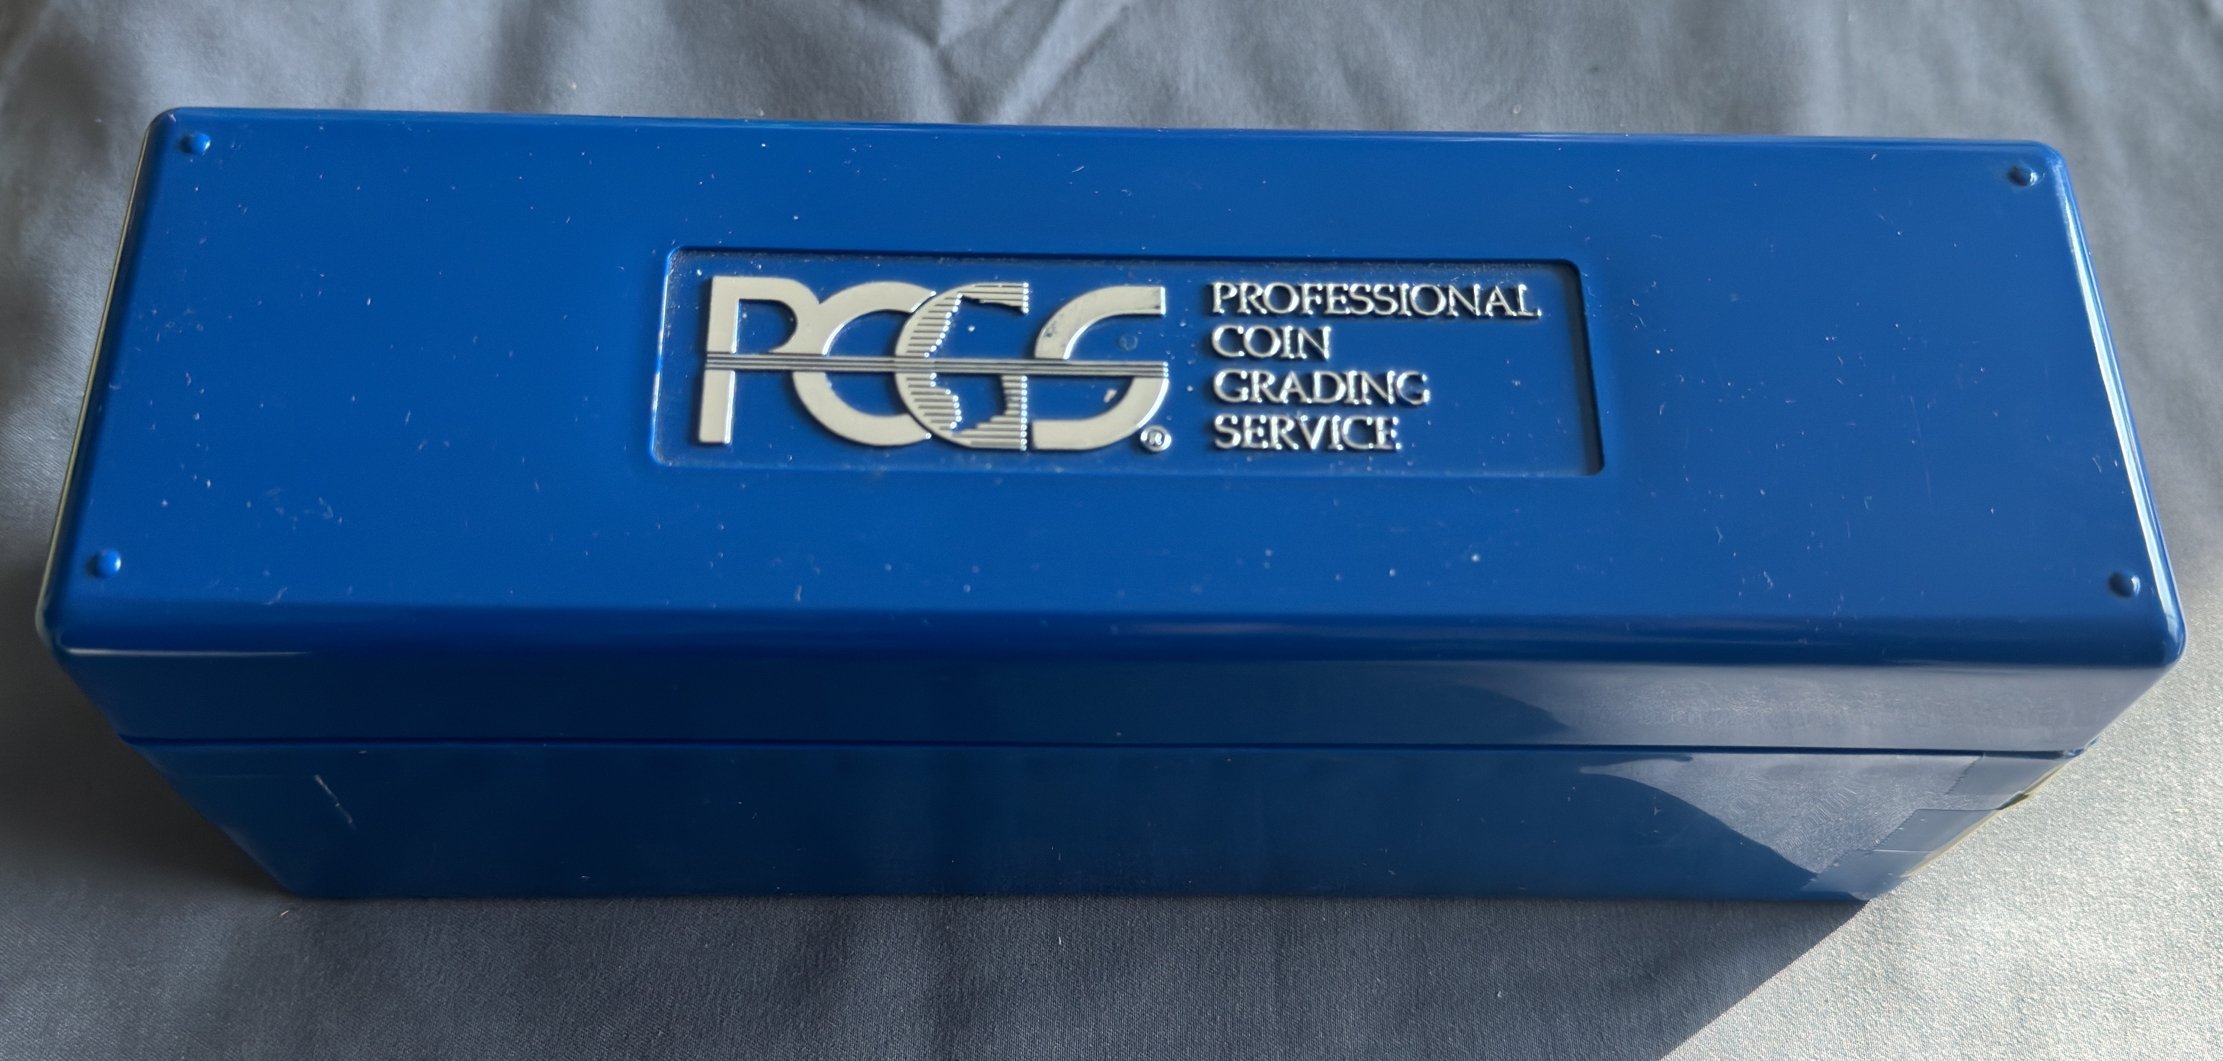 PCGS®
PROFESSIONAL
COIN
GRADING
SERVICE